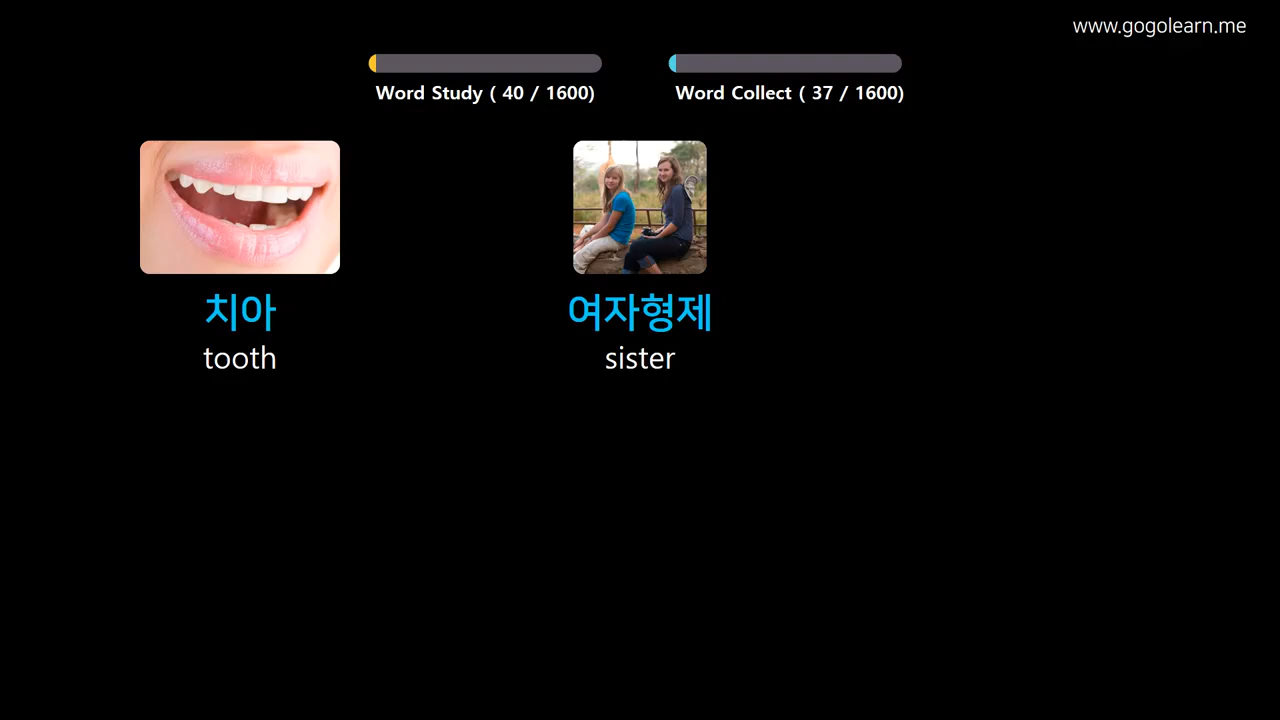 www.gogolearn.me
Word Study ( 40 / 1600)
Word Collect ( 37 / 1600)
치아
tooth
여자형제
sister